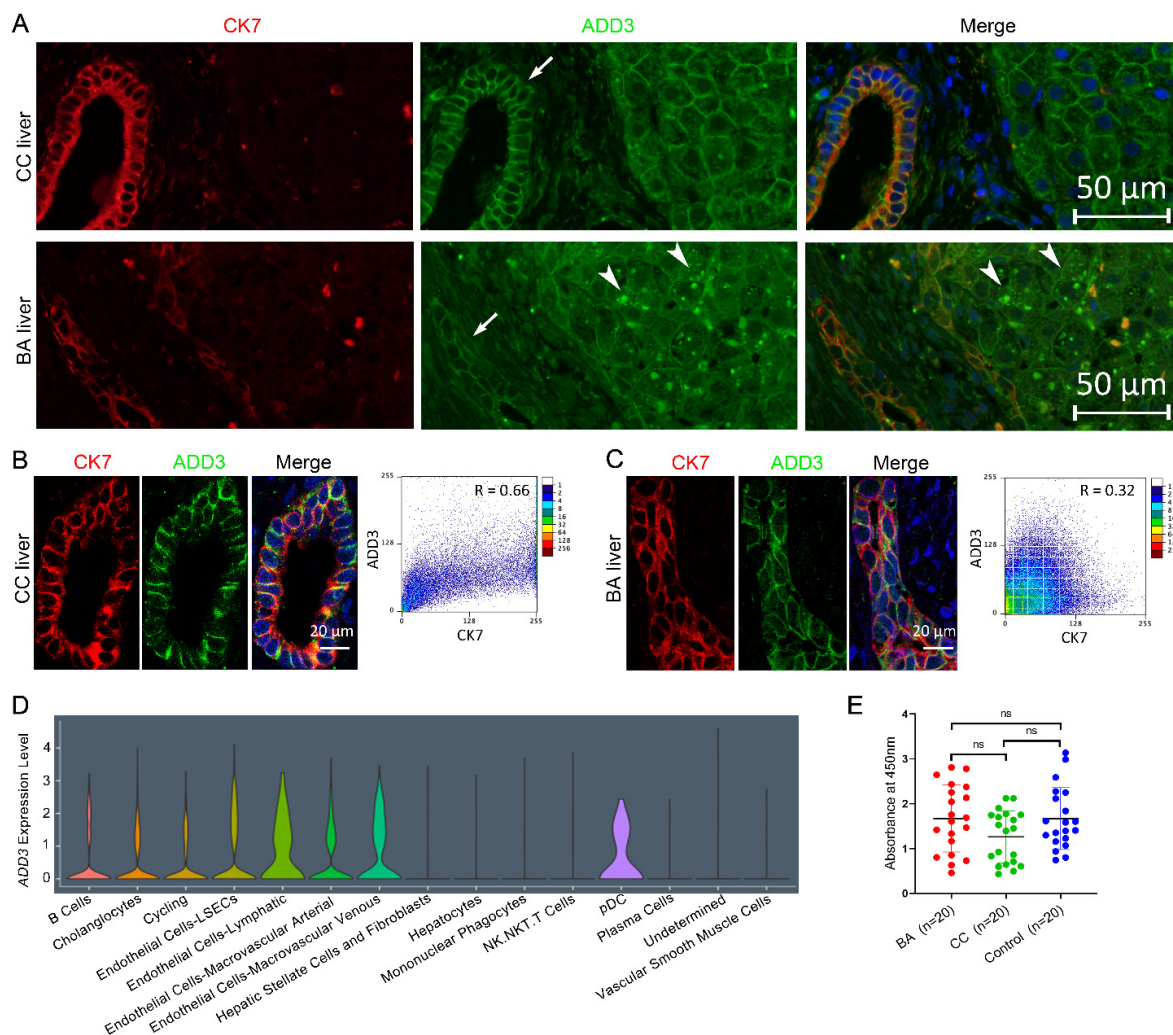 A
CK7
ADD3
Merge
CC liver
50 µm
BA liver
50 µm
B
CK7
ADD3
Merge
CC liver
20 µm
R = 0.66
ADD3
255
128
0
0
128
255
CK7
1
2
4
8
16
32
64
128
256
C
CK7
ADD3
Merge
BA liver
20 µm
R = 0.32
ADD3
255
128
0
0
128
255
CK7
1
2
4
8
D
ADD3 Expression Level
4
3
2
1
0
B Cells
Cholangiocytes
Cycling
Endothelial Cells-LSECs
Endothelial Cells-Lymphatic
Endothelial Cells-Macrovascular Arterial
Endothelial Cells-Macrovascular Venous
Hepatic Stellate Cells and Fibroblasts
Hepatocytes
Mononuclear Phagocytes
NK.NKT.T Cells
pDC
Plasma Cells
Undetermined
Vascular Smooth Muscle Cells
E
Absorbance at 450nm
4
3
2
1
0
ns
ns
ns
BA (n=20)
CC (n=20)
Control (n=20)